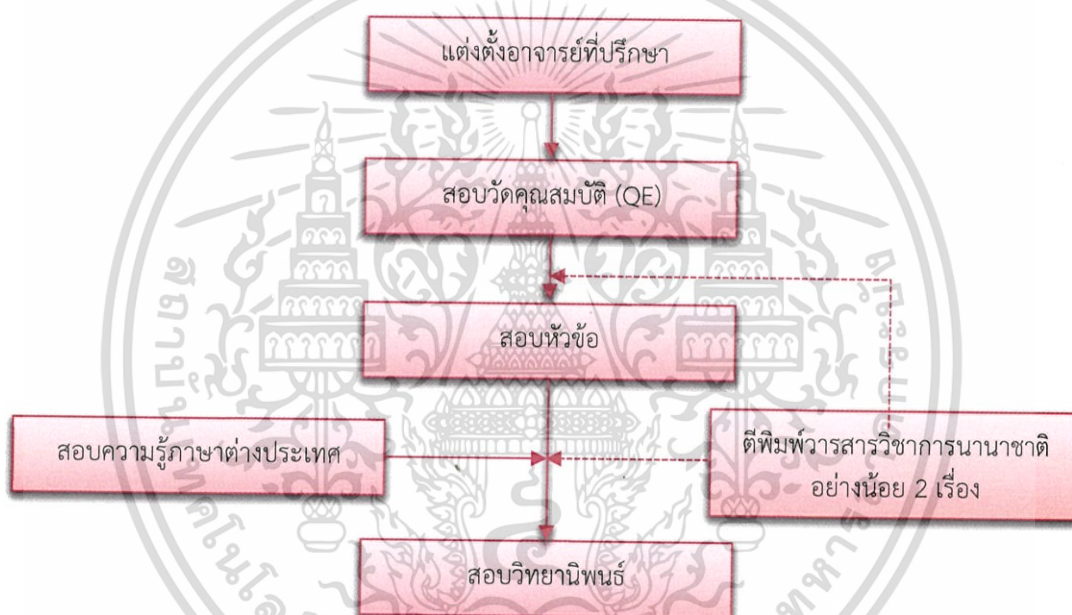 แต่งตั้งอาจารย์ที่ปรึกษา
สอบวัดคุณสมบัติ (QE)
สอบหัวข้อ
สอบความรู้ภาษาต่างประเทศ
ตีพิมพ์วารสารวิชาการนานาชาติ
อย่างน้อย 2 เรื่อง
สอบวิทยานิพนธ์